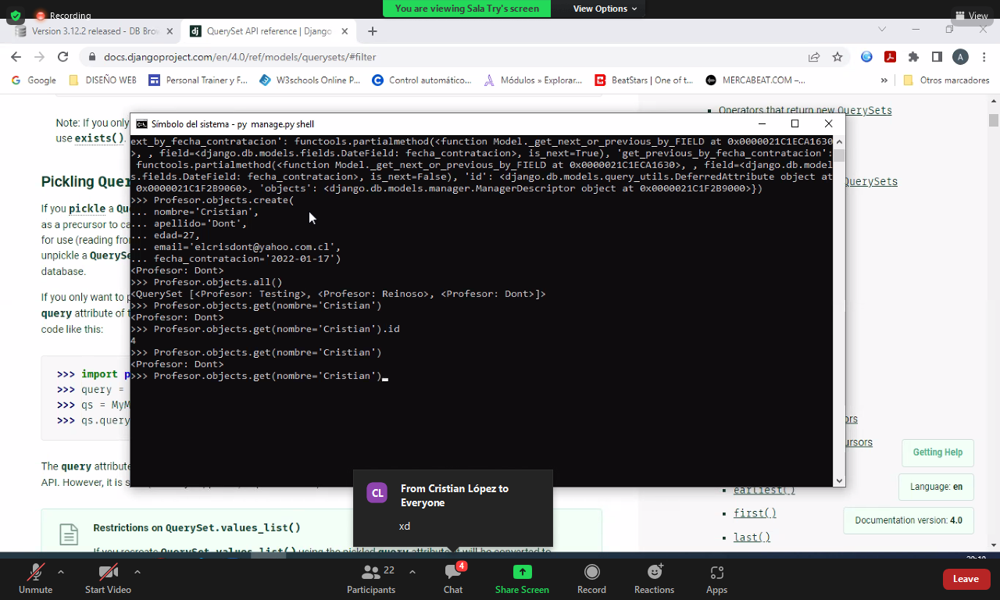 Recording
You are viewing Sala Try's screen
View Options
View
Version 3.12.2 released - DB Brow
QuerySet API reference | Django
docs.djangoproject.com/en/4.0/ref/models/querysets/#filter
A
Google
DISEÑO WEB
Personal Trainer y F...
W3schools Online P...
Control automático...
Módulos » Explorar...
BeatStars | One of t...
MERCABEAT.COM –...
»
Otros marcadores
Note: If you only
use exists().
Operators that return new QuerySets
QuerySets
Pickling Que
If you pickle a Qu
as a precursor to ca
for use (reading fro
unpickle a QuerySe
database.
If you only want to p
query attribute of t
code like this:
>>> import p
>>> query =
>>> qs = MyM
>>> qs.query
The query attribute
API. However, it is s
Símbolo del sistema - py manage.py shell
ext_by_fecha_contratacion': functools.partialmethod(<function Model._get_next_or_previous_by_FIELD at 0x0000021C1ECA1630
>, , field=<django.db.models.fields.DateField: fecha_contratacion>, is_next=True), 'get_previous_by_fecha_contratacion':
functools.partialmethod(<function Model._get_next_or_previous_by_FIELD at 0x0000021C1ECA1630>, , field=<django.db.model
s.fields.DateField: fecha_contratacion>, is_next=False), 'id': <django.db.models.query_utils.DeferredAttribute object at
0x0000021C1F2B9060>, 'objects': <django.db.models.manager.ManagerDescriptor object at 0x0000021C1F2B9000>})
>>> Profesor.objects.create(
... nombre='Cristian',
... apellido='Dont',
... edad=27,
... email='elcrisdont@yahoo.com.cl',
... fecha_contratacion='2022-01-17')
<Profesor: Dont>
>>> Profesor.objects.all()
<QuerySet [<Profesor: Testing>, <Profesor: Reinoso>, <Profesor: Dont>]>
>>> Profesor.objects.get(nombre='Cristian')
<Profesor: Dont>
>>> Profesor.objects.get(nombre='Cristian').id
4
>>> Profesor.objects.get(nombre='Cristian')
<Profesor: Dont>
>>> Profesor.objects.get(nombre='Cristian')
ors
ursors
Getting Help
Language: en
Documentation version: 4.0
earliest()
first()
last()
Restrictions on QuerySet.values_list()
If you recreate QuerySet.values_list() using the pickled query attribute, it will be converted to
CL
From Cristian López to
Everyone
xd
Unmute
Start Video
Participants
22
Chat
4
Share Screen
Record
Reactions
Apps
Leave